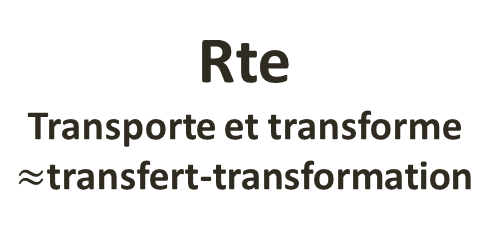 Rte
Transporte et transforme
≈transfert-transformation